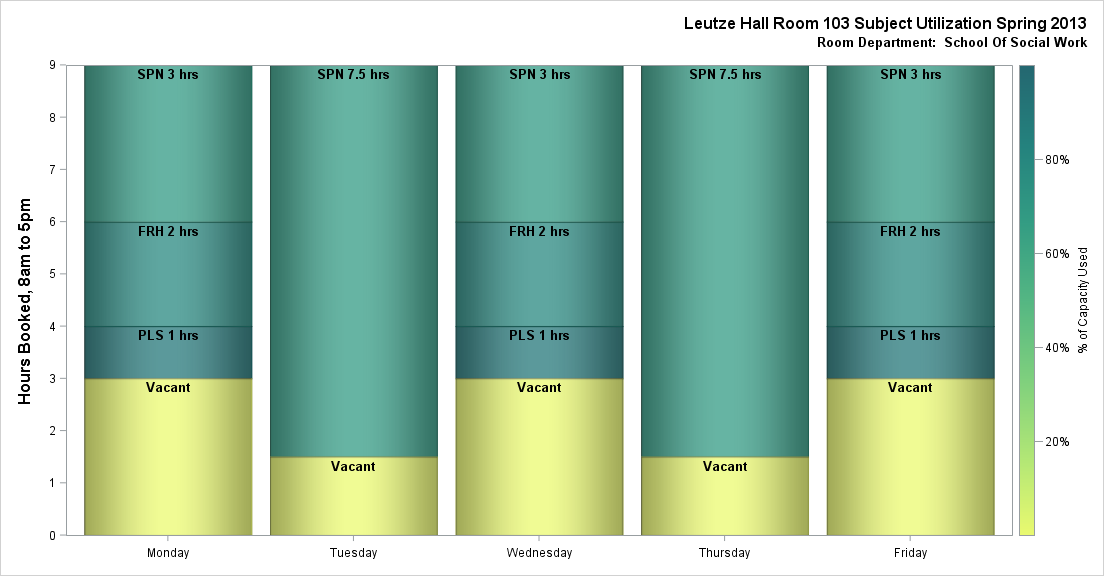 Leutze Hall Room 103 Subject Utilization Spring 2013
Room Department: School Of Social Work
Hours Booked, 8am to 5pm
9
8
7
6
5
4
3
2
1
0
SPN 3 hrs
FRH 2 hrs
PLS 1 hrs
Vacant
SPN 7.5 hrs
Vacant
SPN 3 hrs
FRH 2 hrs
PLS 1 hrs
Vacant
SPN 7.5 hrs
Vacant
SPN 3 hrs
FRH 2 hrs
PLS 1 hrs
Vacant
Monday
Tuesday
Wednesday
Thursday
Friday
80%
60%
40%
20%
% of Capacity Used